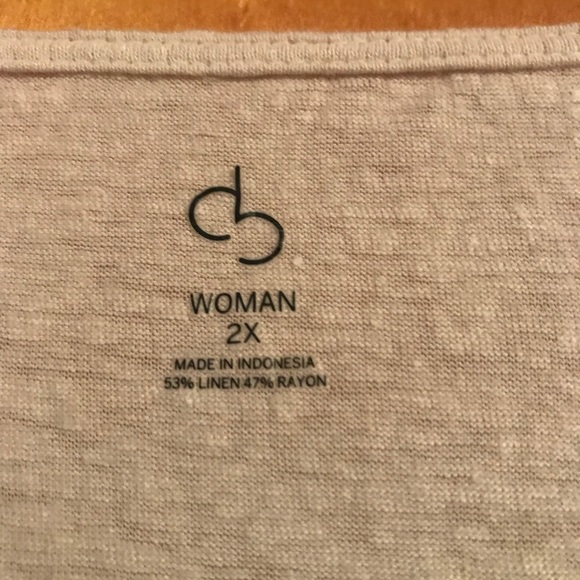 WOMAN
2X
MADE IN INDONESIA
53% LINEN 47% RAYON